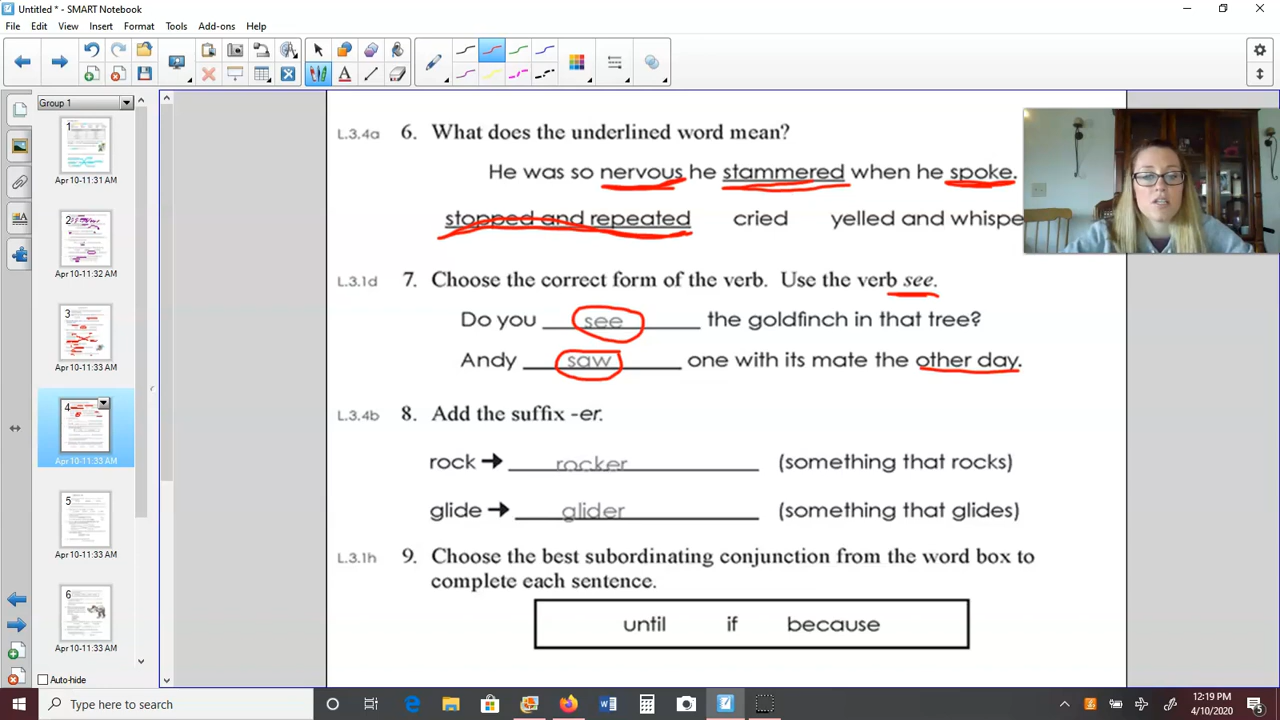 Untitled * - SMART Notebook
File Edit View Insert Format Tools Add-ons Help
Group 1
1
Apr 10-11:31 AM
2
Apr 10-11:32 AM
3
Apr 10-11:33 AM
4
Apr 10-11:33 AM
5
Apr 10-11:33 AM
6
Apr 10-11:33 AM
Auto-hide
L.3.4a 6. What does the underlined word mean?
He was so nervous he stammered when he spoke.
stopped and repeated cried yelled and whispe
L.3.1d 7. Choose the correct form of the verb. Use the verb see.
Do you see the goldfinch in that tree?
Andy saw one with its mate the other day.
L.3.4b 8. Add the suffix -er.
rock → rocker (something that rocks)
glide → glider (something that glides)
L.3.1h 9. Choose the best subordinating conjunction from the word box to
complete each sentence.
until if because
Type here to search
12:19 PM
4/10/2020
5